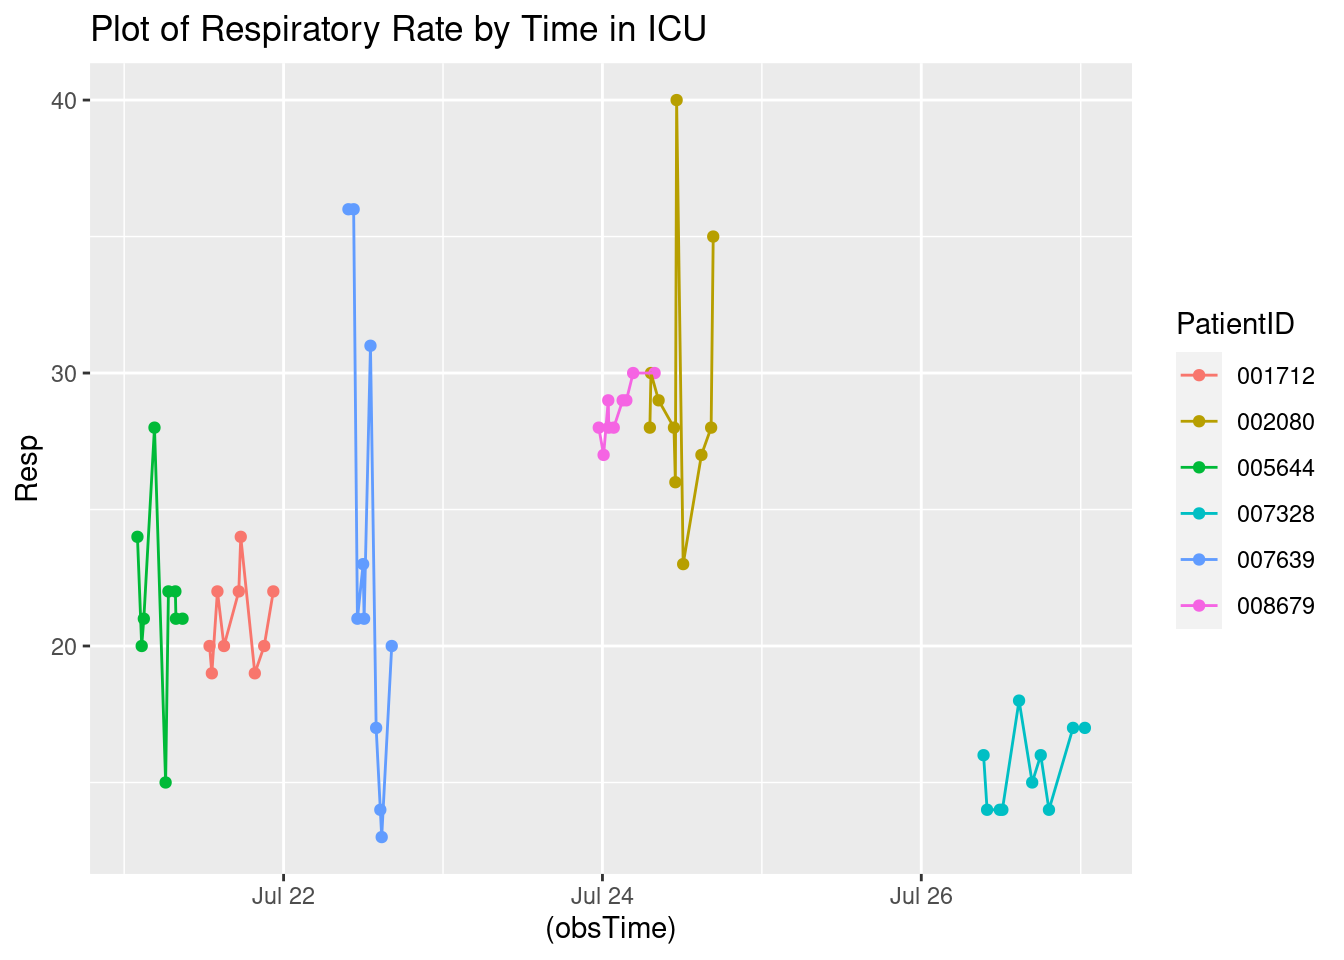 Plot of Respiratory Rate by Time in ICU
40
30
20
Resp
Jul 22
Jul 24
Jul 26
(obsTime)
PatientID
001712
002080
005644
007328
007639
008679